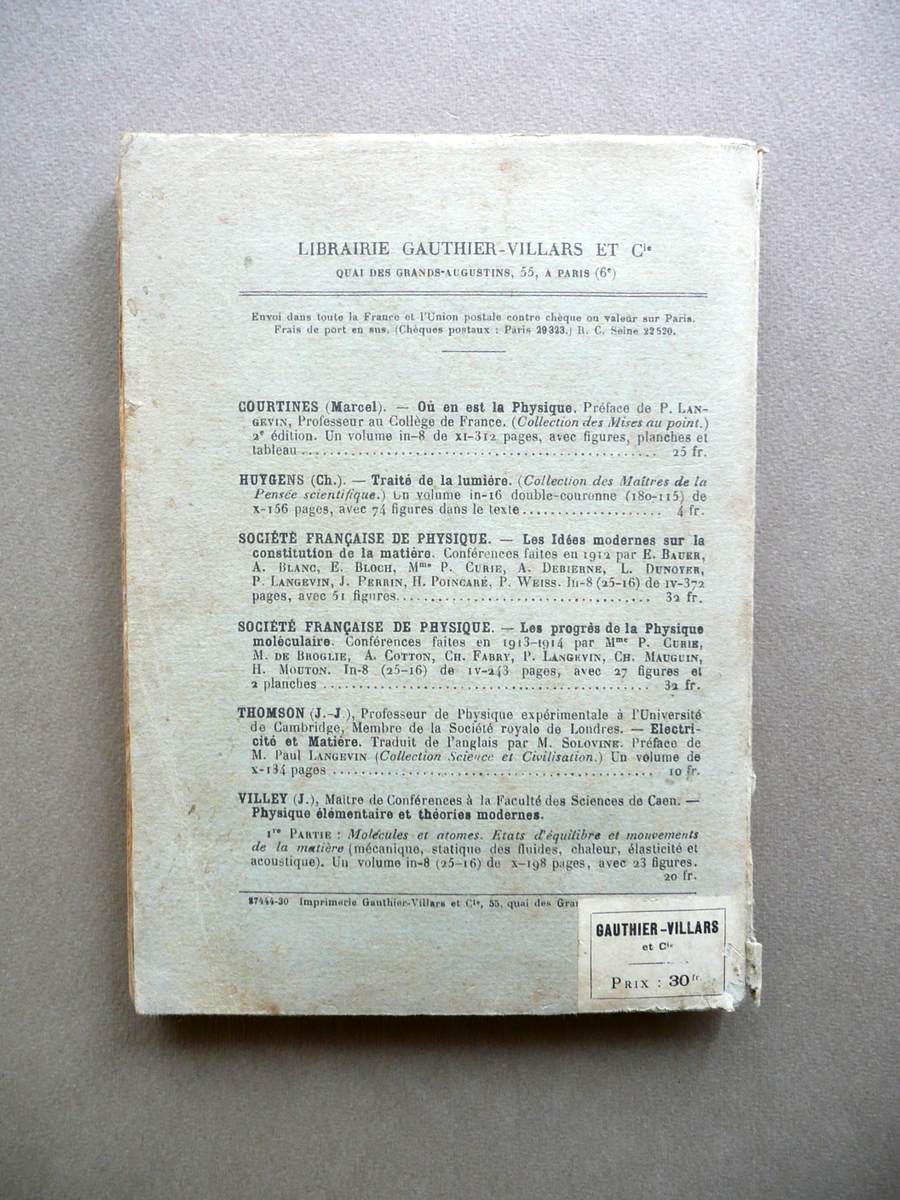 LIBRAIRIE GAUTHIER-VILLARS ET Cie
QUAI DES GRANDS-AUGUSTINS, 55, A PARIS (6e)
Envoi dans toute la France et l'Union postale contre chèque ou valeur sur Paris.
Frais de port en sus. (Chèques postaux : Paris 29323.) R. C. Seine 22520.
COURTINES (Marcel). — Où en est la Physique. Préface de P. LAN-
GEVIN, Professeur au Collège de France. (Collection des Mises au point.)
2e édition. Un volume in-8 de XI-312 pages, avec figures, planches et
tableau .......... 25 fr.
HUYGENS (Ch.). — Traité de la lumière. (Collection des Maîtres de la
Pensée scientifique.) Un volume in-16 double-couronne (180-115) de
X-156 pages, avec 74 figures dans le texte .......... 4 fr.
SOCIÉTÉ FRANÇAISE DE PHYSIQUE. — Les Idées modernes sur la
constitution de la matière. Conférences faites en 1912 par E. BAUER,
A. BLANC, E. BLOCH, Mme P. CURIE, A. DEBIERNE, L. DUNOYER,
P. LANGEVIN, J. PERRIN, H. POINCARÉ, P. WEISS. In-8 (25-16) de IV-372
pages, avec 51 figures .......... 32 fr.
SOCIÉTÉ FRANÇAISE DE PHYSIQUE. — Les progrès de la Physique
moléculaire. Conférences faites en 1913-1914 par Mme P. CURIE,
M. DE BROGLIE, A. COTTON, CH. FABRY, P. LANGEVIN, CH. MAUGUIN,
H. MOUTON. In-8 (25-16) de IV-243 pages, avec 27 figures et
2 planches .......... 32 fr.
THOMSON (J.-J.), Professeur de Physique expérimentale à l'Université
de Cambridge, Membre de la Société royale de Londres. — Electri-
cité et Matière. Traduit de l'anglais par M. SOLOVINE. Préface de
M. Paul LANGEVIN (Collection Science et Civilisation.) Un volume de
X-134 pages .......... 10 fr.
VILLEY (J.), Maître de Conférences à la Faculté des Sciences de Caen. —
Physique élémentaire et théories modernes.
1re PARTIE : Molécules et atomes. Etats d'équilibre et mouvements
de la matière (mécanique, statique des fluides, chaleur, élasticité et
acoustique). Un volume in-8 (25-16) de X-198 pages, avec 23 figures.
20 fr.
87444-30 Imprimerie Gauthier-Villars et Cie, 55, quai des Gra
GAUTHIER-VILLARS
et Cie
PRIX : 30 fr.